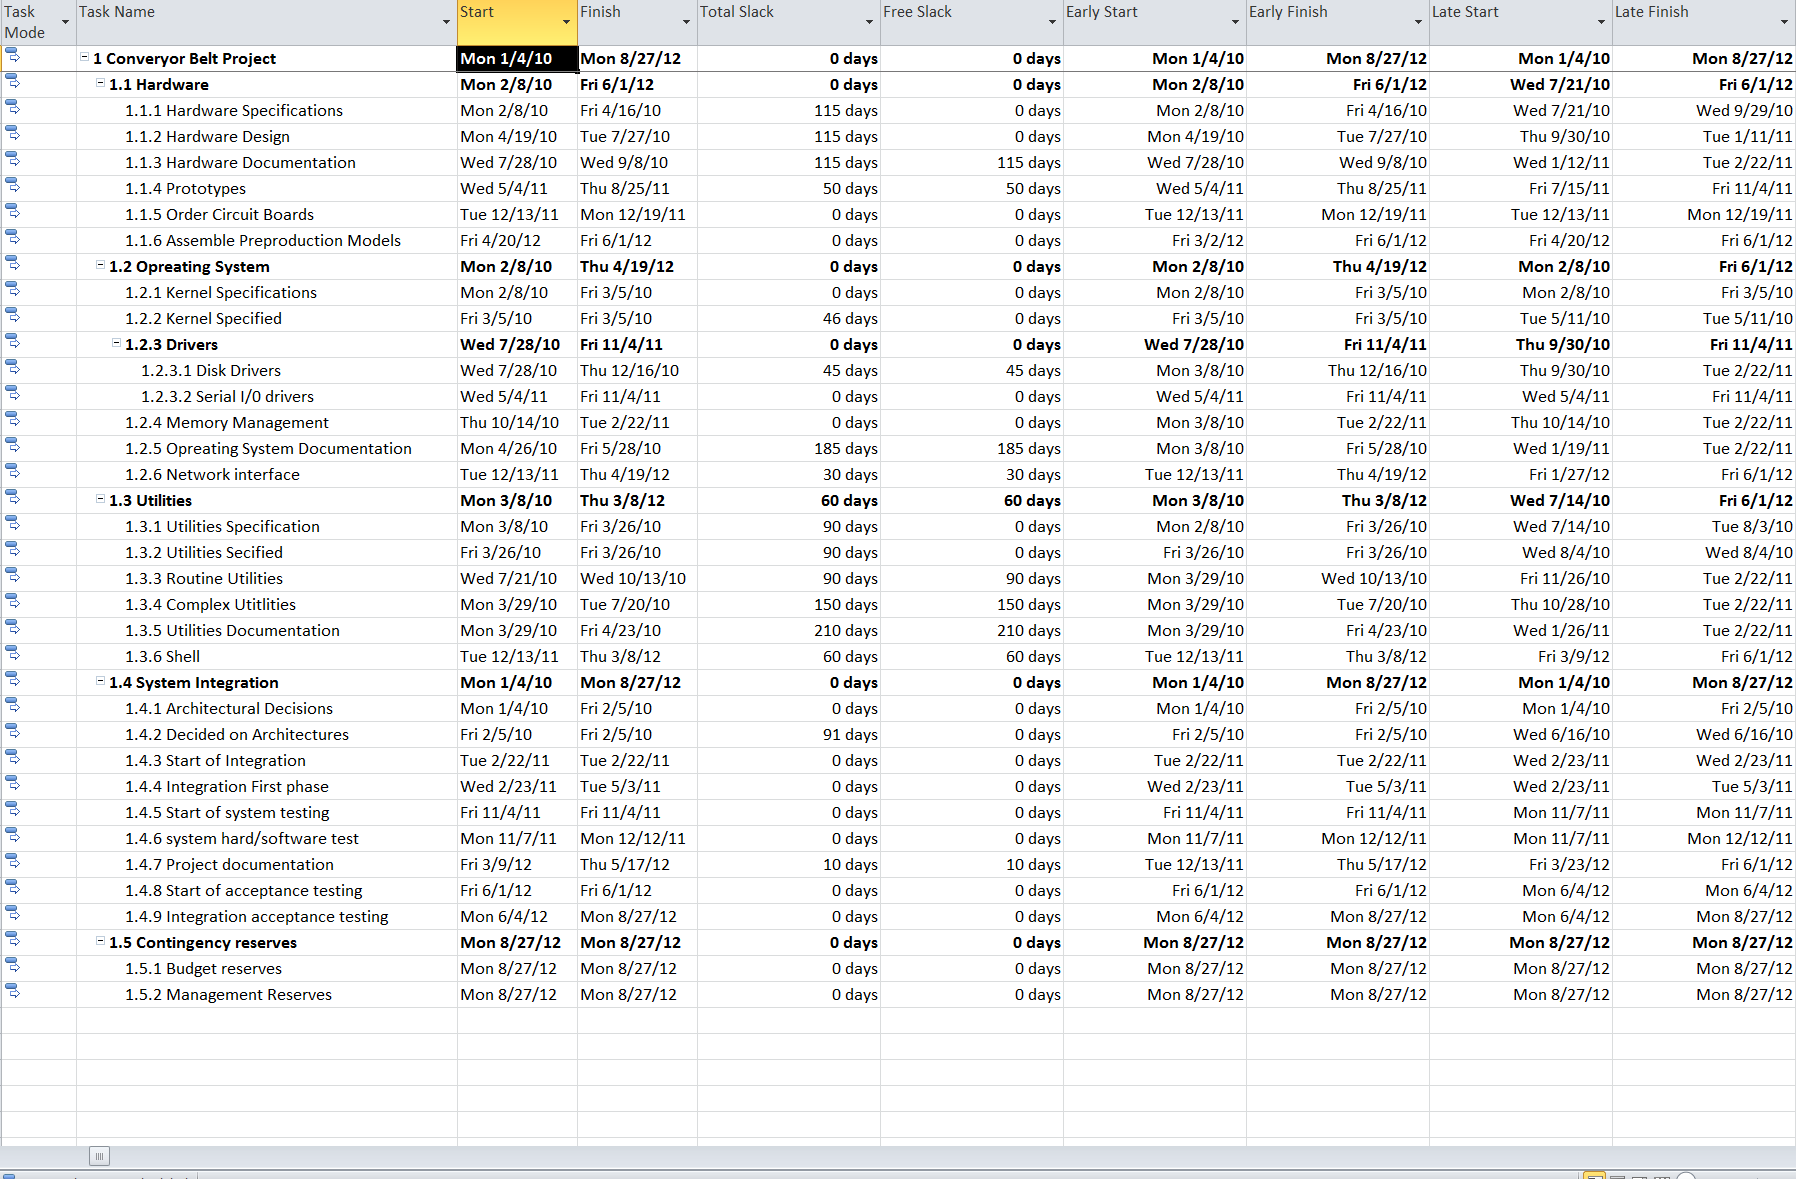 Task Mode Task Name Start Finish Total Slack Free Slack Early Start Early Finish Late Start Late Finish
1 Converyor Belt Project Mon 1/4/10 Mon 8/27/12 0 days 0 days Mon 1/4/10 Mon 8/27/12 Mon 1/4/10 Mon 8/27/12
1.1 Hardware Mon 2/8/10 Fri 6/1/12 0 days 0 days Mon 2/8/10 Fri 6/1/12 Wed 7/21/10 Fri 6/1/12
1.1.1 Hardware Specifications Mon 2/8/10 Fri 4/16/10 115 days 0 days Mon 2/8/10 Fri 4/16/10 Wed 7/21/10 Wed 9/29/10
1.1.2 Hardware Design Mon 4/19/10 Tue 7/27/10 115 days 0 days Mon 4/19/10 Tue 7/27/10 Thu 9/30/10 Tue 1/11/11
1.1.3 Hardware Documentation Wed 7/28/10 Wed 9/8/10 115 days 115 days Wed 7/28/10 Wed 9/8/10 Wed 1/12/11 Tue 2/22/11
1.1.4 Prototypes Wed 5/4/11 Thu 8/25/11 50 days 50 days Wed 5/4/11 Thu 8/25/11 Fri 7/15/11 Fri 11/4/11
1.1.5 Order Circuit Boards Tue 12/13/11 Mon 12/19/11 0 days 0 days Tue 12/13/11 Mon 12/19/11 Tue 12/13/11 Mon 12/19/11
1.1.6 Assemble Preproduction Models Fri 4/20/12 Fri 6/1/12 0 days 0 days Fri 3/2/12 Fri 6/1/12 Fri 4/20/12 Fri 6/1/12
1.2 Opreating System Mon 2/8/10 Thu 4/19/12 0 days 0 days Mon 2/8/10 Thu 4/19/12 Mon 2/8/10 Fri 6/1/12
1.2.1 Kernel Specifications Mon 2/8/10 Fri 3/5/10 0 days 0 days Mon 2/8/10 Fri 3/5/10 Mon 2/8/10 Fri 3/5/10
1.2.2 Kernel Specified Fri 3/5/10 Fri 3/5/10 46 days 0 days Fri 3/5/10 Fri 3/5/10 Tue 5/11/10 Tue 5/11/10
1.2.3 Drivers Wed 7/28/10 Fri 11/4/11 0 days 0 days Wed 7/28/10 Fri 11/4/11 Thu 9/30/10 Fri 11/4/11
1.2.3.1 Disk Drivers Wed 7/28/10 Thu 12/16/10 45 days 45 days Mon 3/8/10 Thu 12/16/10 Thu 9/30/10 Tue 2/22/11
1.2.3.2 Serial I/0 drivers Wed 5/4/11 Fri 11/4/11 0 days 0 days Wed 5/4/11 Fri 11/4/11 Wed 5/4/11 Fri 11/4/11
1.2.4 Memory Management Thu 10/14/10 Tue 2/22/11 0 days 0 days Mon 3/8/10 Tue 2/22/11 Thu 10/14/10 Tue 2/22/11
1.2.5 Opreating System Documentation Mon 4/26/10 Fri 5/28/10 185 days 185 days Mon 3/8/10 Fri 5/28/10 Wed 1/19/11 Tue 2/22/11
1.2.6 Network interface Tue 12/13/11 Thu 4/19/12 30 days 30 days Tue 12/13/11 Thu 4/19/12 Fri 1/27/12 Fri 6/1/12
1.3 Utilities Mon 3/8/10 Thu 3/8/12 60 days 60 days Mon 3/8/10 Thu 3/8/12 Wed 7/14/10 Fri 6/1/12
1.3.1 Utilities Specification Mon 3/8/10 Fri 3/26/10 90 days 0 days Mon 2/8/10 Fri 3/26/10 Wed 7/14/10 Tue 8/3/10
1.3.2 Utilities Secified Fri 3/26/10 Fri 3/26/10 90 days 0 days Fri 3/26/10 Fri 3/26/10 Wed 8/4/10 Wed 8/4/10
1.3.3 Routine Utilities Wed 7/21/10 Wed 10/13/10 90 days 90 days Mon 3/29/10 Wed 10/13/10 Fri 11/26/10 Tue 2/22/11
1.3.4 Complex Utitlities Mon 3/29/10 Tue 7/20/10 150 days 150 days Mon 3/29/10 Tue 7/20/10 Thu 10/28/10 Tue 2/22/11
1.3.5 Utilities Documentation Mon 3/29/10 Fri 4/23/10 210 days 210 days Mon 3/29/10 Fri 4/23/10 Wed 1/26/11 Tue 2/22/11
1.3.6 Shell Tue 12/13/11 Thu 3/8/12 60 days 60 days Tue 12/13/11 Thu 3/8/12 Fri 3/9/12 Fri 6/1/12
1.4 System Integration Mon 1/4/10 Mon 8/27/12 0 days 0 days Mon 1/4/10 Mon 8/27/12 Mon 1/4/10 Mon 8/27/12
1.4.1 Architectural Decisions Mon 1/4/10 Fri 2/5/10 0 days 0 days Mon 1/4/10 Fri 2/5/10 Mon 1/4/10 Fri 2/5/10
1.4.2 Decided on Architectures Fri 2/5/10 Fri 2/5/10 91 days 0 days Fri 2/5/10 Fri 2/5/10 Wed 6/16/10 Wed 6/16/10
1.4.3 Start of Integration Tue 2/22/11 Tue 2/22/11 0 days 0 days Tue 2/22/11 Tue 2/22/11 Wed 2/23/11 Wed 2/23/11
1.4.4 Integration First phase Wed 2/23/11 Tue 5/3/11 0 days 0 days Wed 2/23/11 Tue 5/3/11 Wed 2/23/11 Tue 5/3/11
1.4.5 Start of system testing Fri 11/4/11 Fri 11/4/11 0 days 0 days Fri 11/4/11 Fri 11/4/11 Mon 11/7/11 Mon 11/7/11
1.4.6 system hard/software test Mon 11/7/11 Mon 12/12/11 0 days 0 days Mon 11/7/11 Mon 12/12/11 Mon 11/7/11 Mon 12/12/11
1.4.7 Project documentation Fri 3/9/12 Thu 5/17/12 10 days 10 days Tue 12/13/11 Thu 5/17/12 Fri 3/23/12 Fri 6/1/12
1.4.8 Start of acceptance testing Fri 6/1/12 Fri 6/1/12 0 days 0 days Fri 6/1/12 Fri 6/1/12 Mon 6/4/12 Mon 6/4/12
1.4.9 Integration acceptance testing Mon 6/4/12 Mon 8/27/12 0 days 0 days Mon 6/4/12 Mon 8/27/12 Mon 6/4/12 Mon 8/27/12
1.5 Contingency reserves Mon 8/27/12 Mon 8/27/12 0 days 0 days Mon 8/27/12 Mon 8/27/12 Mon 8/27/12 Mon 8/27/12
1.5.1 Budget reserves Mon 8/27/12 Mon 8/27/12 0 days 0 days Mon 8/27/12 Mon 8/27/12 Mon 8/27/12 Mon 8/27/12
1.5.2 Management Reserves Mon 8/27/12 Mon 8/27/12 0 days 0 days Mon 8/27/12 Mon 8/27/12 Mon 8/27/12 Mon 8/27/12